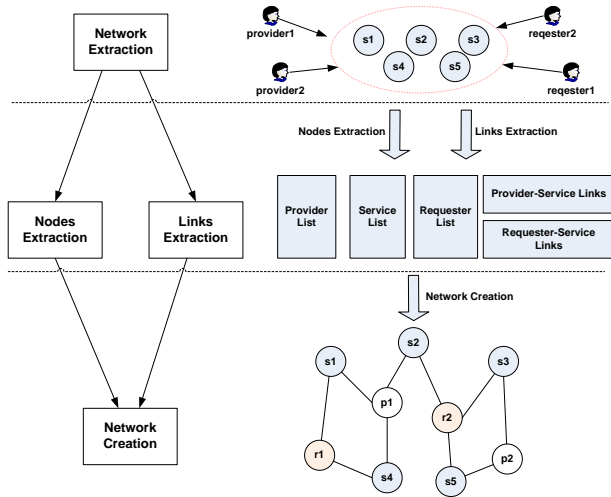 Network
Extraction
provider1
provider2
s1
s2
s3
s4
s5
reqester2
reqester1
Nodes Extraction
Links Extraction
Nodes
Extraction
Links
Extraction
Provider
List
Service
List
Requester
List
Provider-Service Links
Requester-Service
Links
Network Creation
Network
Creation
s2
s1
s3
p1
r2
r1
s4
s5
p2